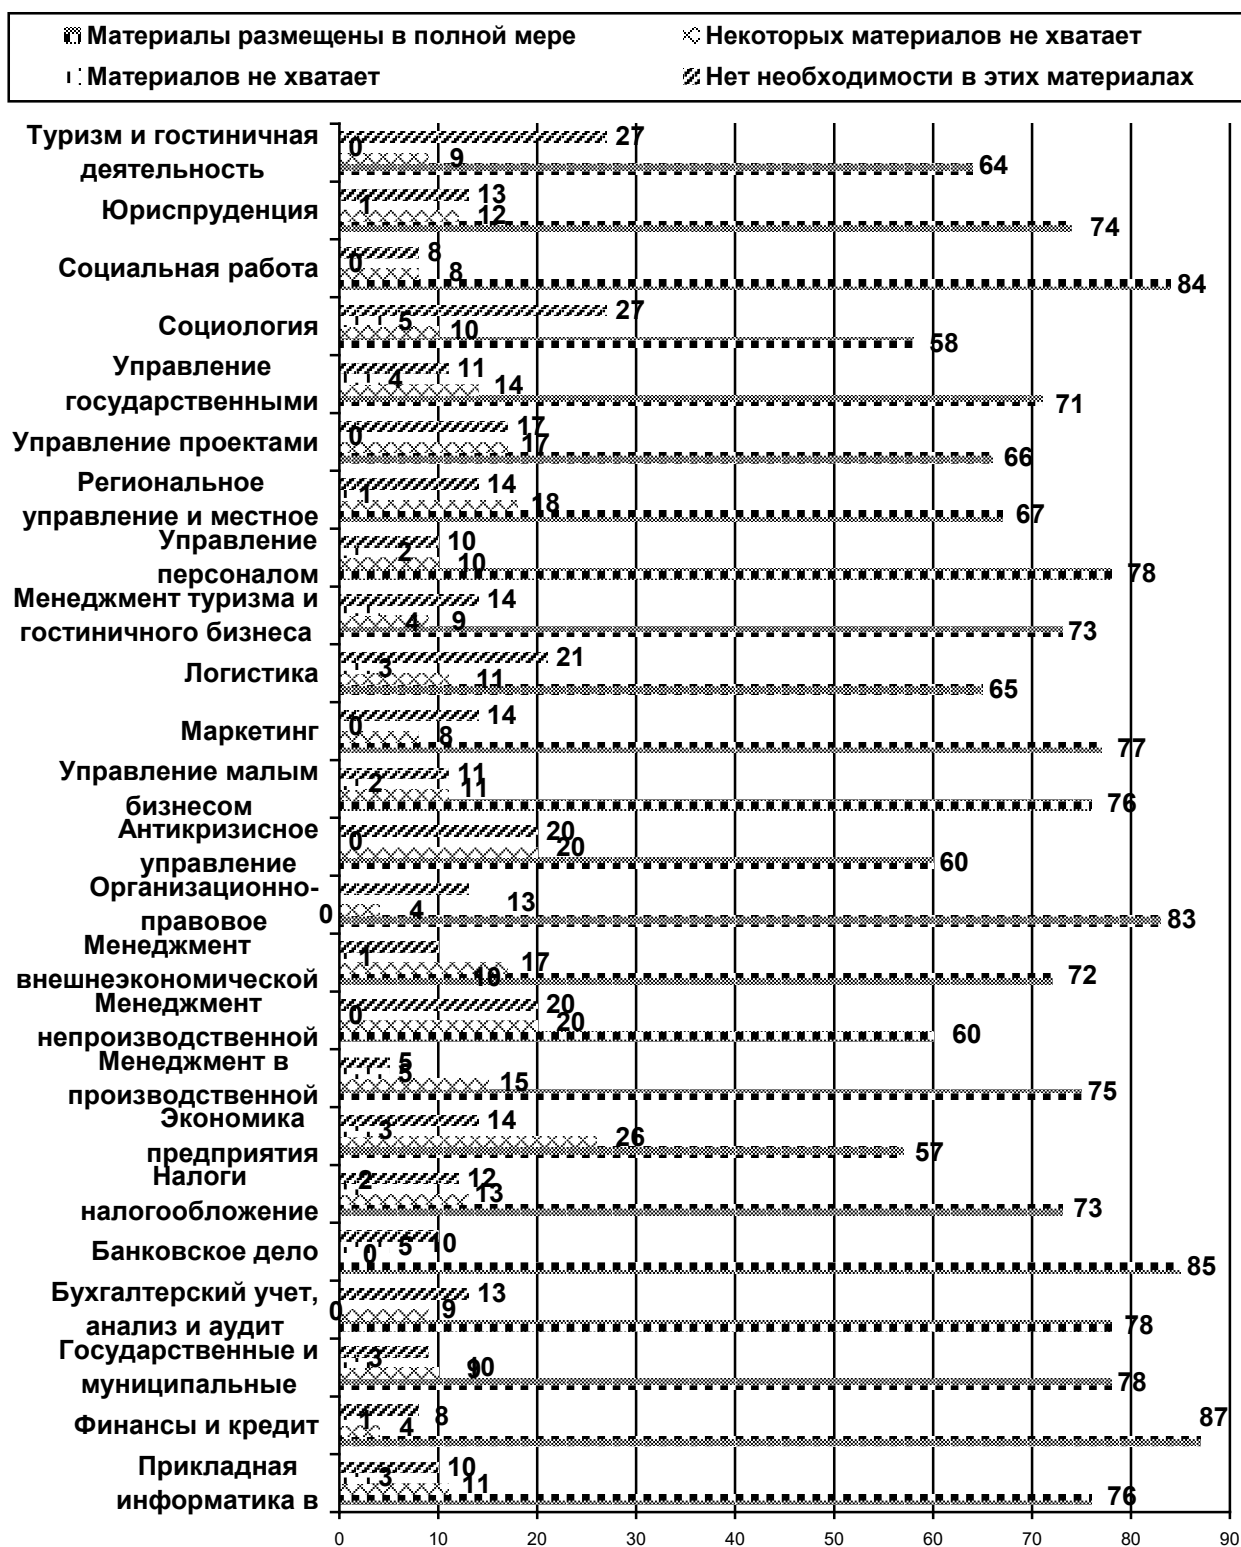 Материалы размещены в полной мере
Некоторых материалов не хватает
Материалов не хватает
Нет необходимости в этих материалах
Туризм и гостиничная
деятельность
27
0
9
64
Юриспруденция
13
1
12
74
Социальная работа
8
0
8
84
Социология
27
5
10
58
Управление
государственными
11
4
14
71
Управление проектами
17
0
17
66
Региональное
управление и местное
14
1
18
67
Управление
персоналом
10
2
10
78
Менеджмент туризма и
гостиничного бизнеса
14
4
9
73
Логистика
21
3
11
65
Маркетинг
14
0
8
77
Управление малым
бизнесом
11
2
11
76
Антикризисное
управление
20
0
20
60
Организационно-
правовое
13
0
4
83
Менеджмент
внешнеэкономической
10
1
17
72
Менеджмент
непроизводственной
20
0
20
60
Менеджмент в
производственной
5
5
15
75
Экономика
предприятия
14
3
26
57
Налоги
налогообложение
12
2
13
73
Банковское дело
10
5
0
85
Бухгалтерский учет,
анализ и аудит
13
0
9
78
Государственные и
муниципальные
9
3
10
78
Финансы и кредит
8
1
4
87
Прикладная
информатика в
10
3
11
76
0 10 20 30 40 50 60 70 80 90